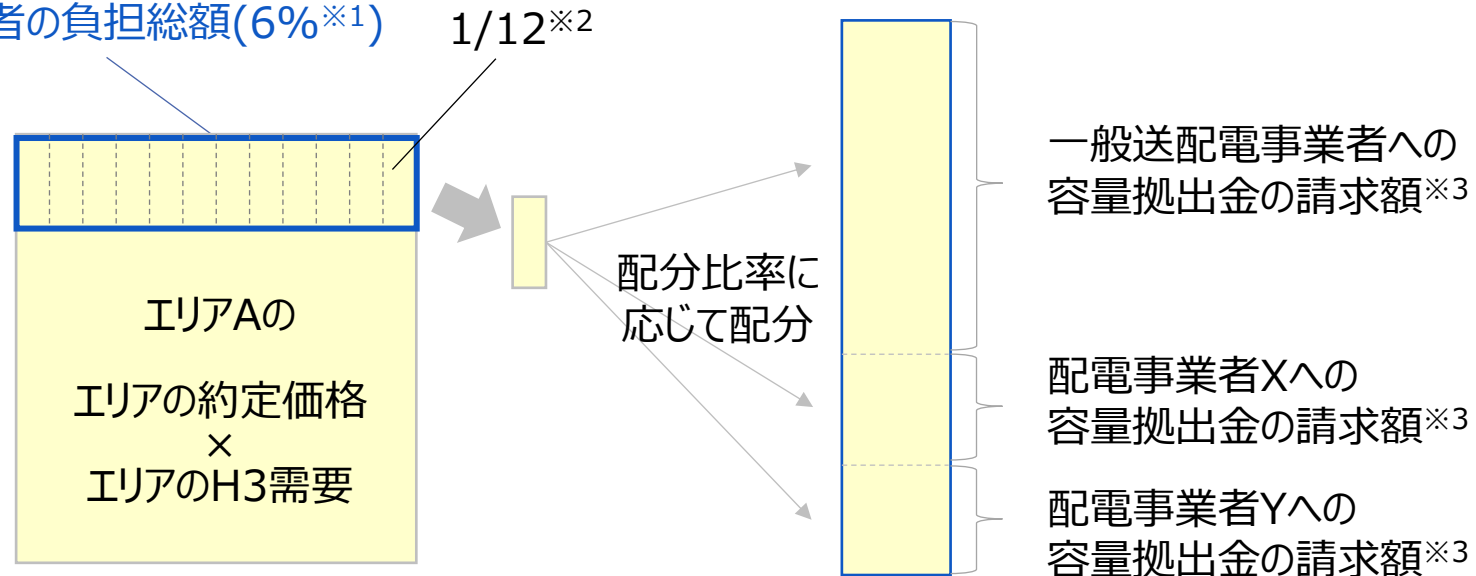 者の負担総額(6%※1)
1/12※2
エリアAの
エリアの約定価格
×
エリアのH3需要
配分比率に
応じて配分
一般送配電事業者への
容量拠出金の請求額※3
配電事業者Xへの
容量拠出金の請求額※3
配電事業者Yへの
容量拠出金の請求額※3